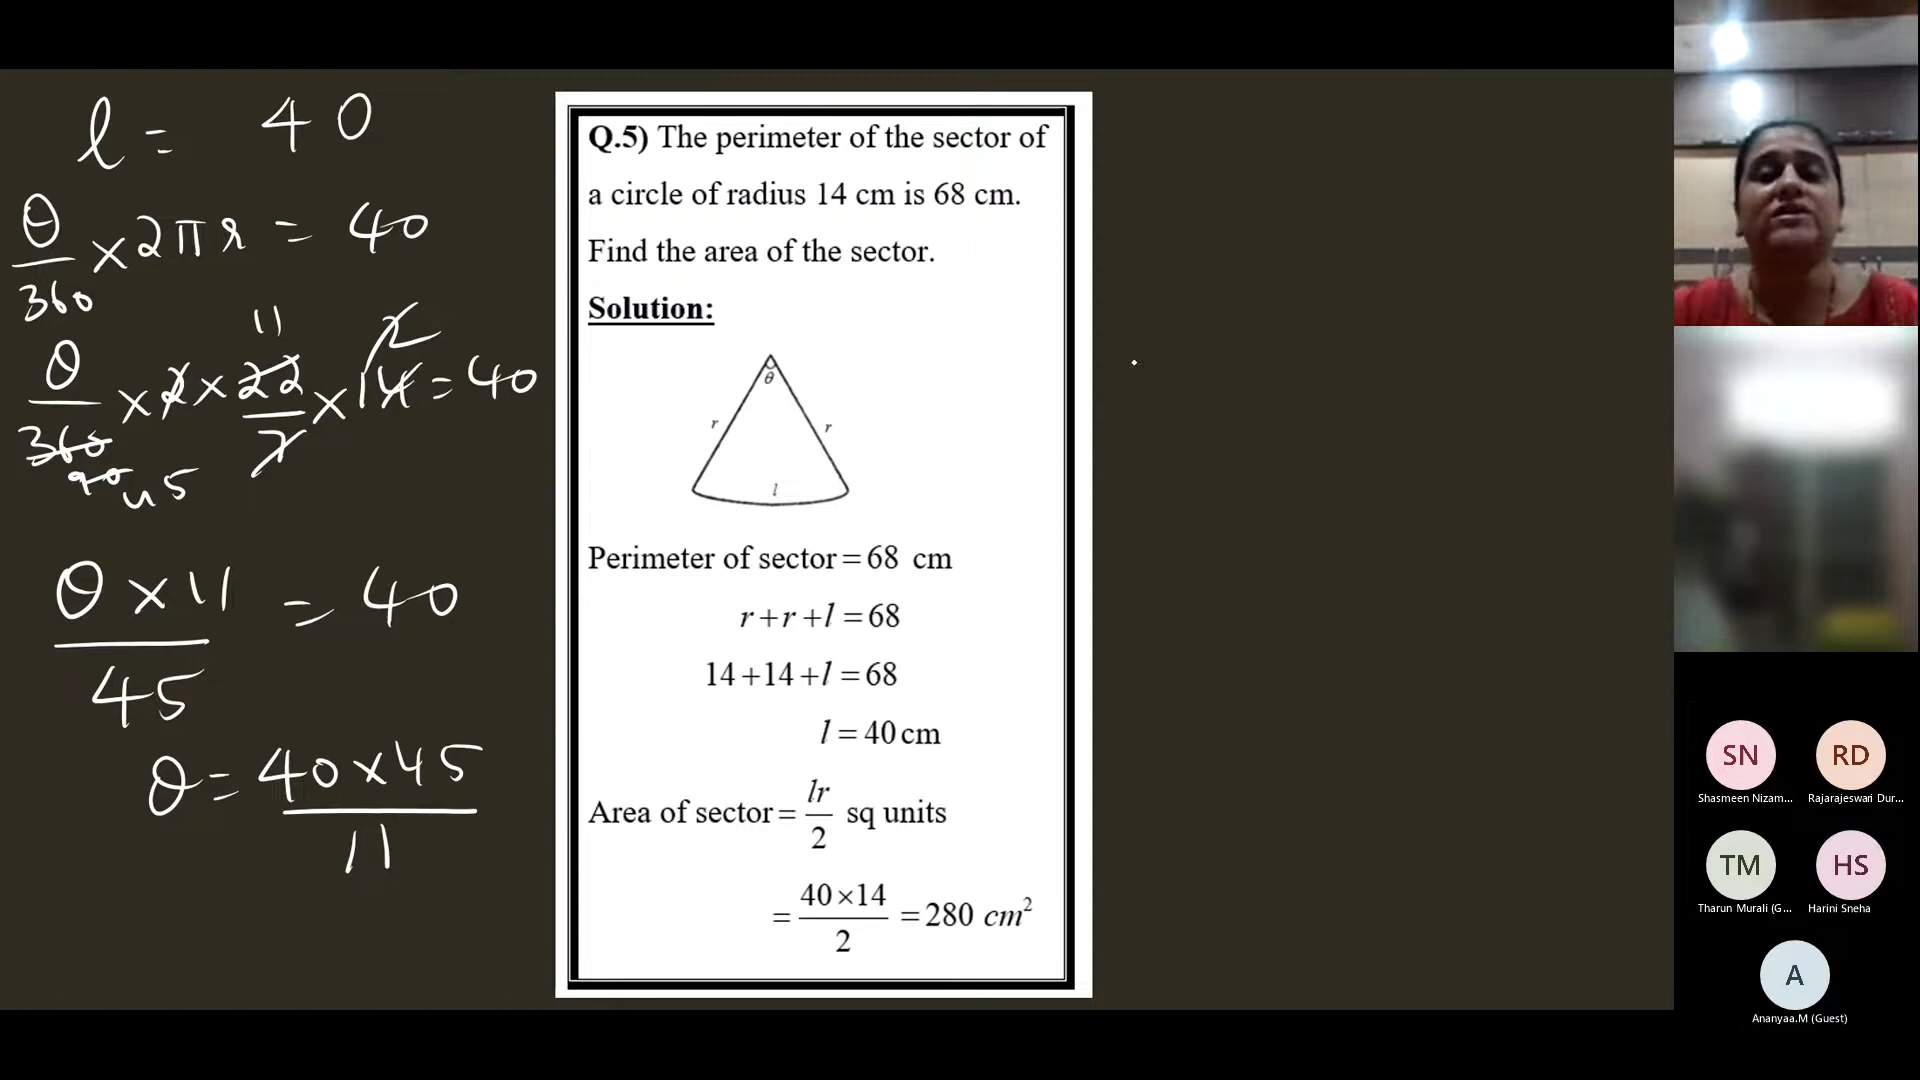 l = 40
θ/360 × 2πr = 40
11 2
θ/360 × 2 × 22/7 × 14 = 40
90 45
θ × 11 / 45 = 40
θ = 40 × 45 / 11
Q.5) The perimeter of the sector of
a circle of radius 14 cm is 68 cm.
Find the area of the sector.
Solution:
θ
r r
l
Perimeter of sector = 68 cm
r + r + l = 68
14 + 14 + l = 68
l = 40 cm
Area of sector = lr/2 sq units
= 40 × 14 / 2 = 280 cm²
SN RD
Shasmeen Nizam... Rajarajeswari Dur...
TM HS
Tharun Murali (G... Harini Sneha
A
Ananyaa.M (Guest)